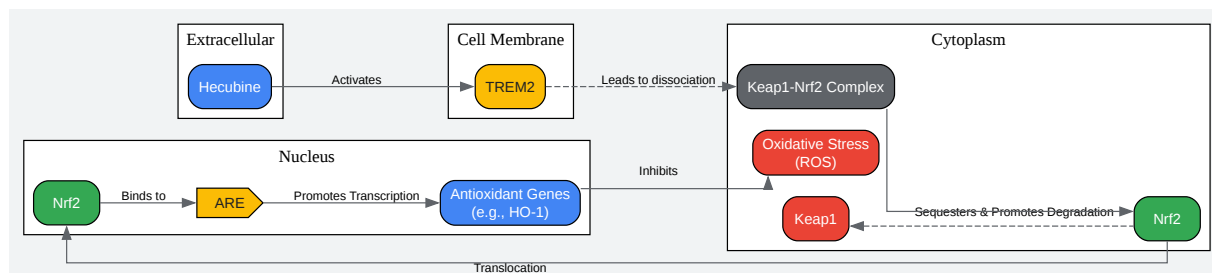 Extracellular
Hecubine
Activates
Cell Membrane
TREM2
Leads to dissociation
Cytoplasm
Keap1-Nrf2 Complex
Oxidative Stress
(ROS)
Keap1
Sequesters & Promotes Degradation
Nrf2
Nucleus
Nrf2
Binds to
ARE
Promotes Transcription
Antioxidant Genes
(e.g., HO-1)
Inhibits
Translocation